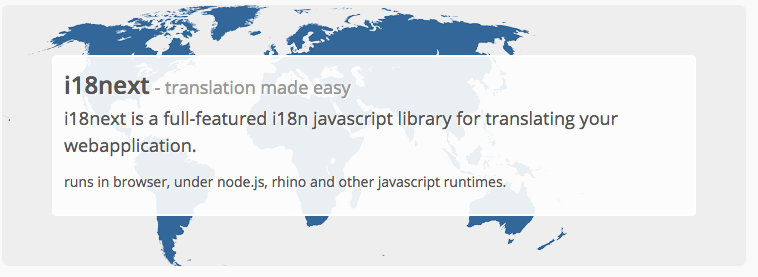 i18next - translation made easy
i18next is a full-featured i18n javascript library for translating your
webapplication.
runs in browser, under node.js, rhino and other javascript runtimes.